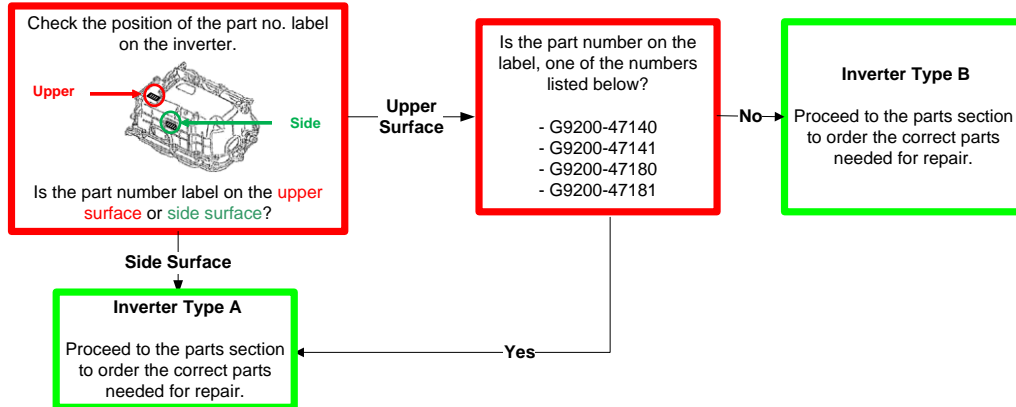 Check the position of the part no. label
on the inverter.
Upper
Side
Is the part number label on the upper
surface or side surface?
Upper
Surface
Is the part number on the
label, one of the numbers
listed below?
- G9200-47140
- G9200-47141
- G9200-47180
- G9200-47181
No
Inverter Type B
Proceed to the parts section
to order the correct parts
needed for repair.
Side Surface
Inverter Type A
Proceed to the parts section
to order the correct parts
needed for repair.
Yes